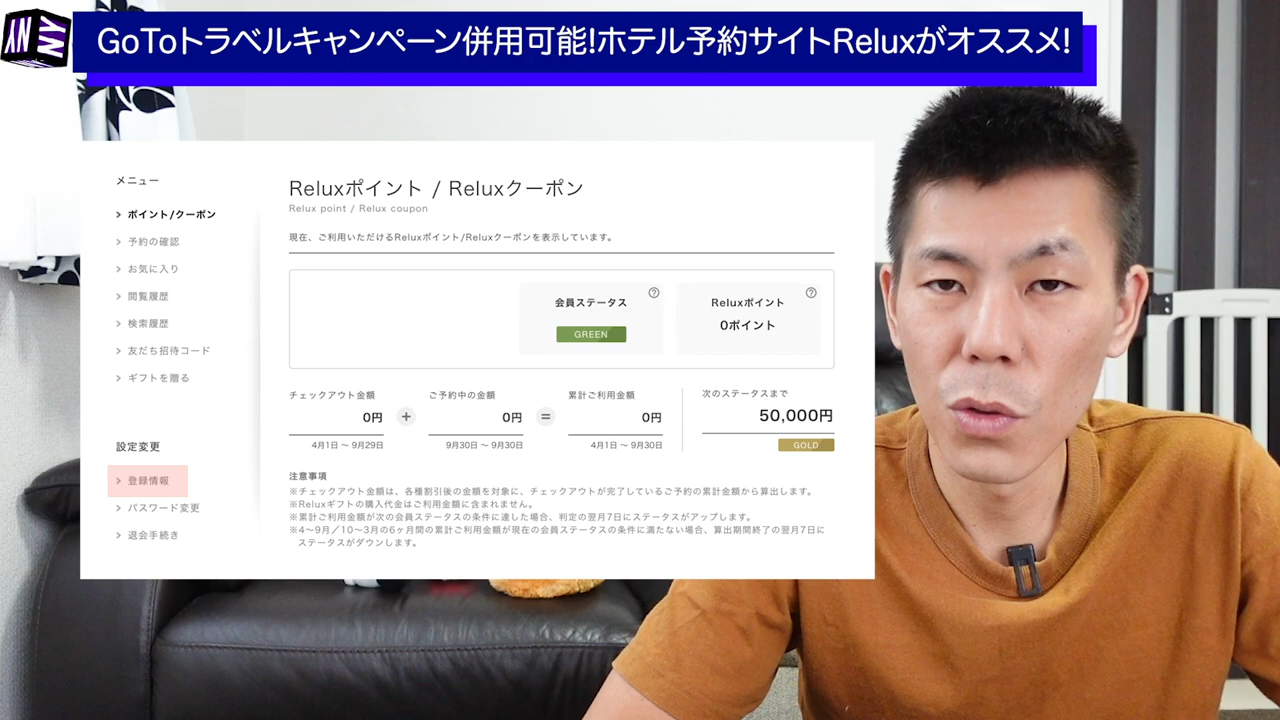 GoToトラベルキャンペーン併用可能!ホテル予約サイトReluxがオススメ!
メニュー
ポイント/クーポン
予約の確認
お気に入り
閲覧履歴
検索履歴
友だち招待コード
ギフトを贈る
設定変更
登録情報
パスワード変更
退会手続き
Reluxポイント / Reluxクーポン
Relux point / Relux coupon
現在、ご利用いただけるReluxポイント/Reluxクーポンを表示しています。
会員ステータス
GREEN
Reluxポイント
0ポイント
チェックアウト金額
0円
4月1日 〜 9月29日
+
ご予約中の金額
0円
9月30日 〜 9月30日
=
累計ご利用金額
0円
4月1日 〜 9月30日
次のステータスまで
50,000円
GOLD
注意事項
※チェックアウト金額は、各種割引後の金額を対象に、チェックアウトが完了しているご予約の累計金額から算出します。
※Reluxギフトの購入代金はご利用金額に含まれません。
※累計ご利用金額が次の会員ステータスの条件に達した場合、判定の翌月7日にステータスがアップします。
※4〜9月／10〜3月の6ヶ月間の累計ご利用金額が現在の会員ステータスの条件に満たない場合、算出期間終了の翌月7日に
ステータスがダウンします。